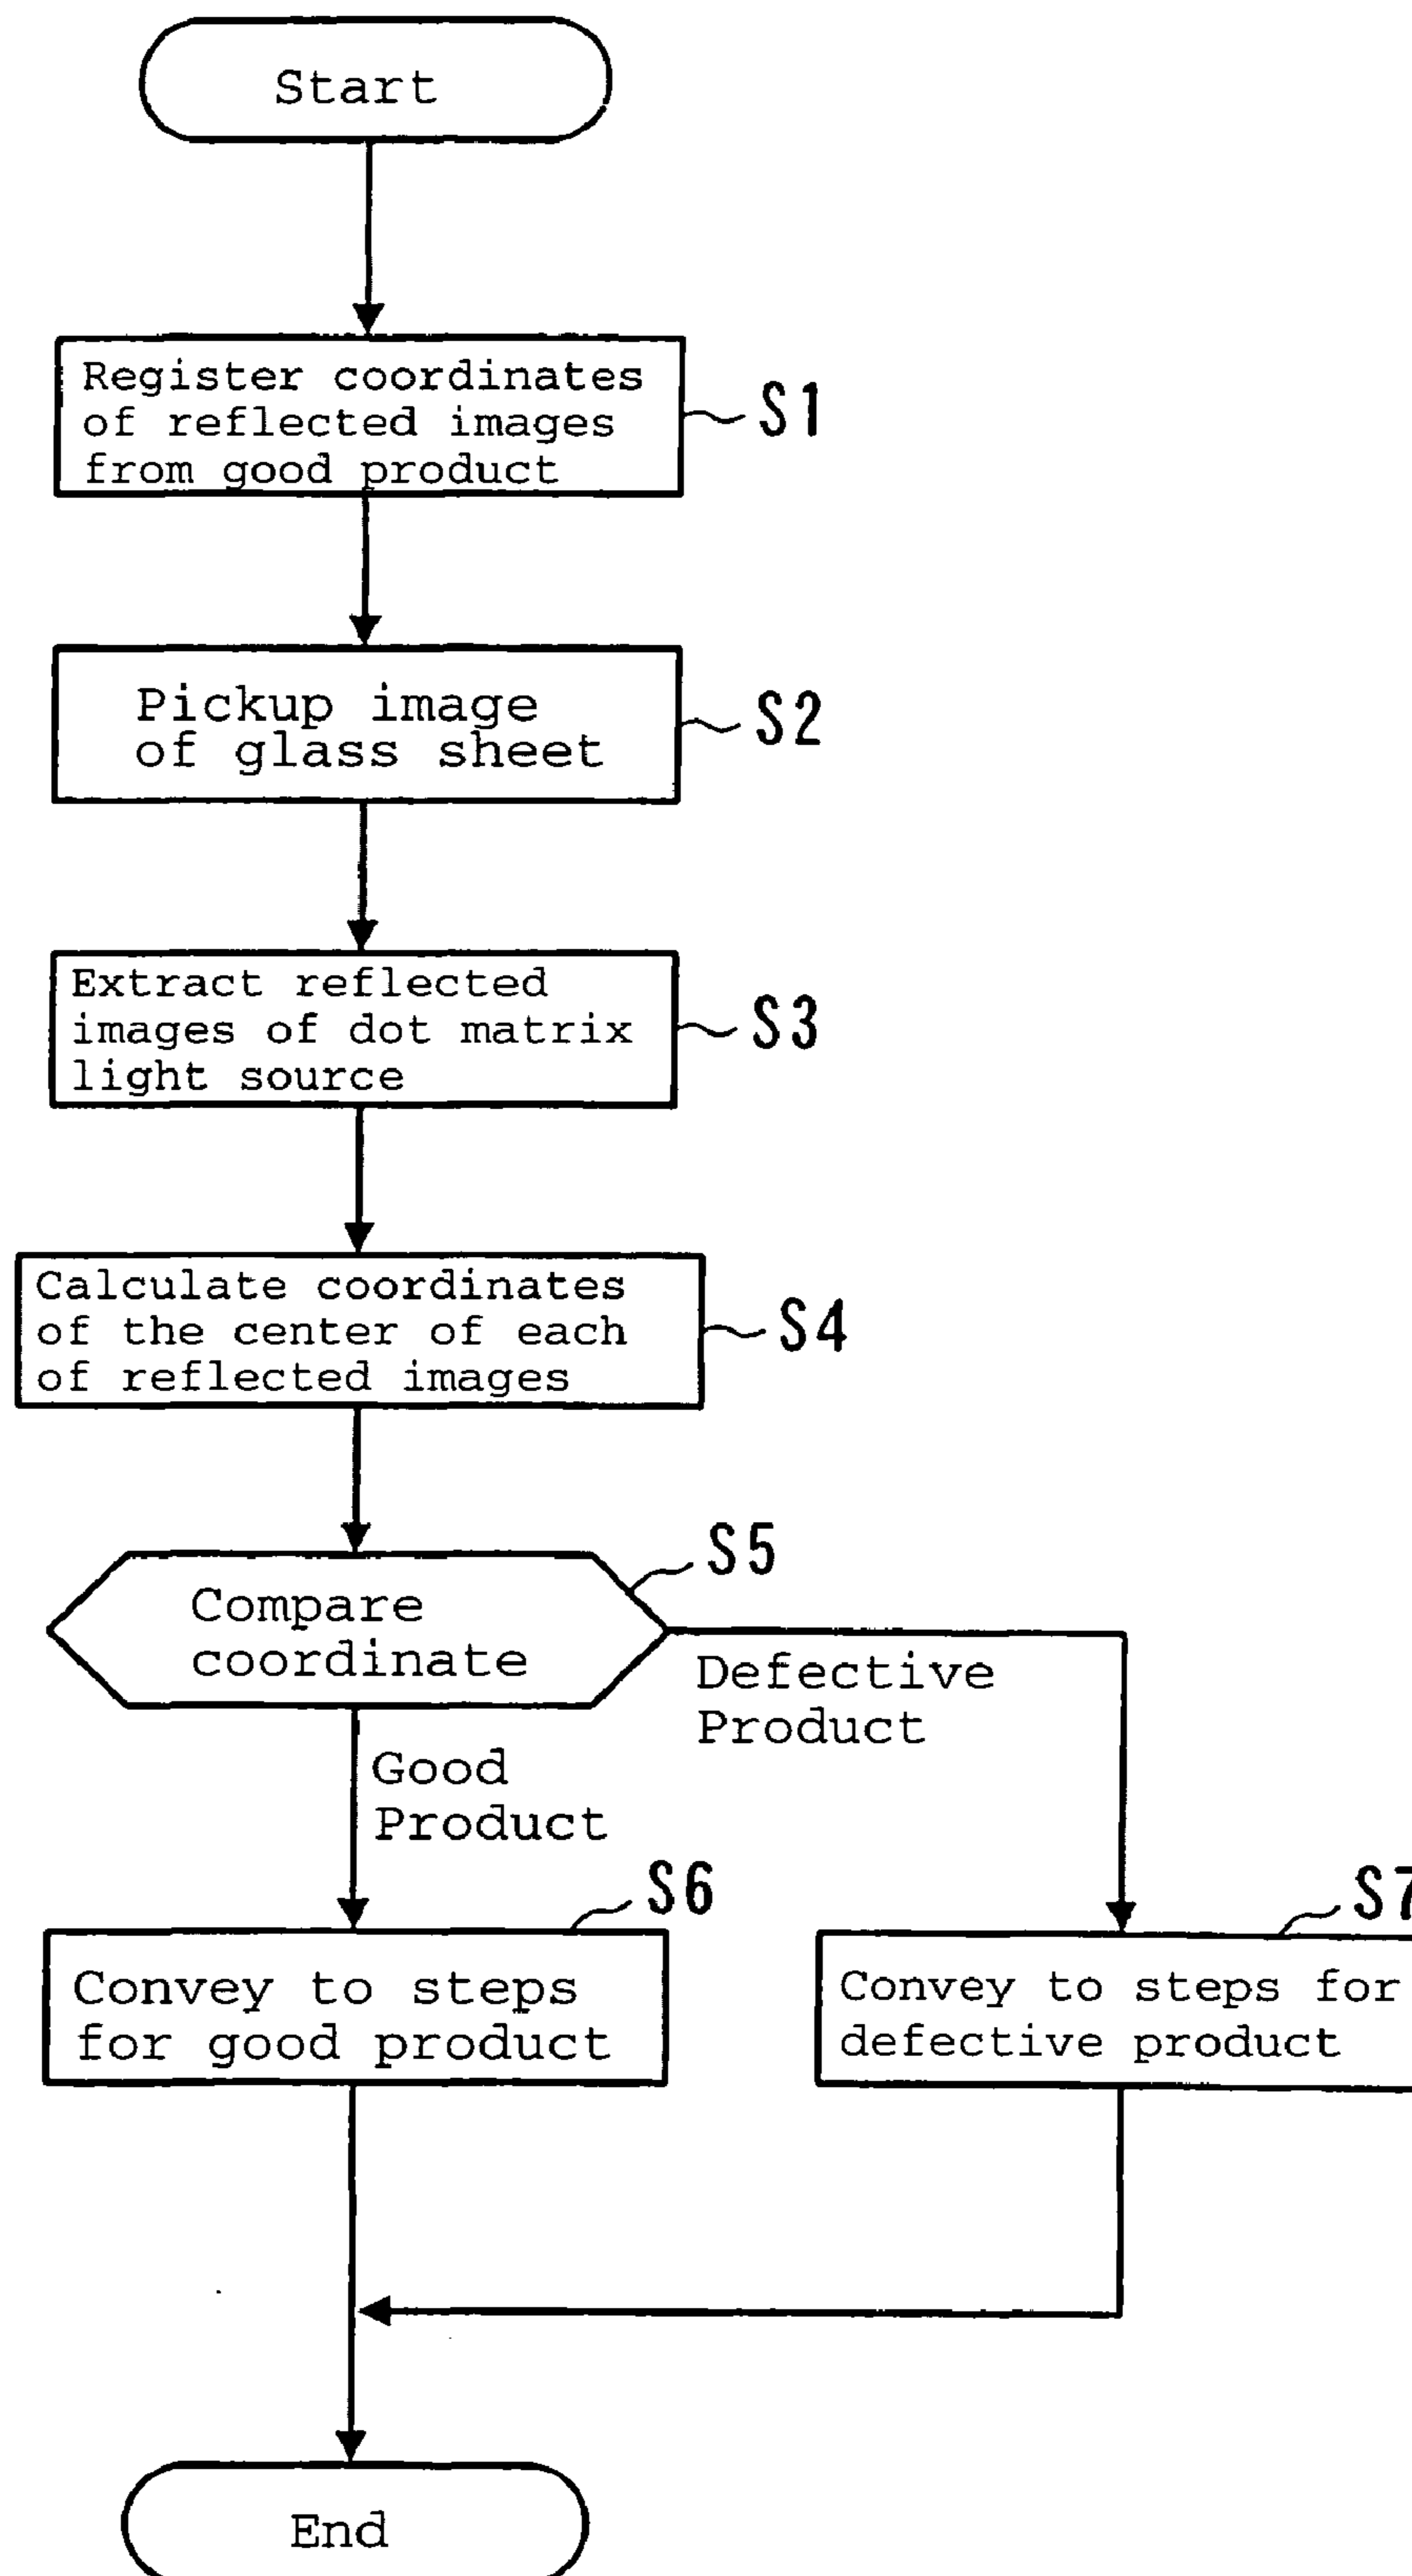 Start
Register coordinates
of reflected images
from good product
S1
Pickup image
of glass sheet
S2
Extract reflected
images of dot matrix
light source
S3
Calculate coordinates
of the center of each
of reflected images
S4
Compare
coordinate
S5
Defective
Product
Good
Product
S6
Convey to steps
for good product
S7
Convey to steps for
defective product
End